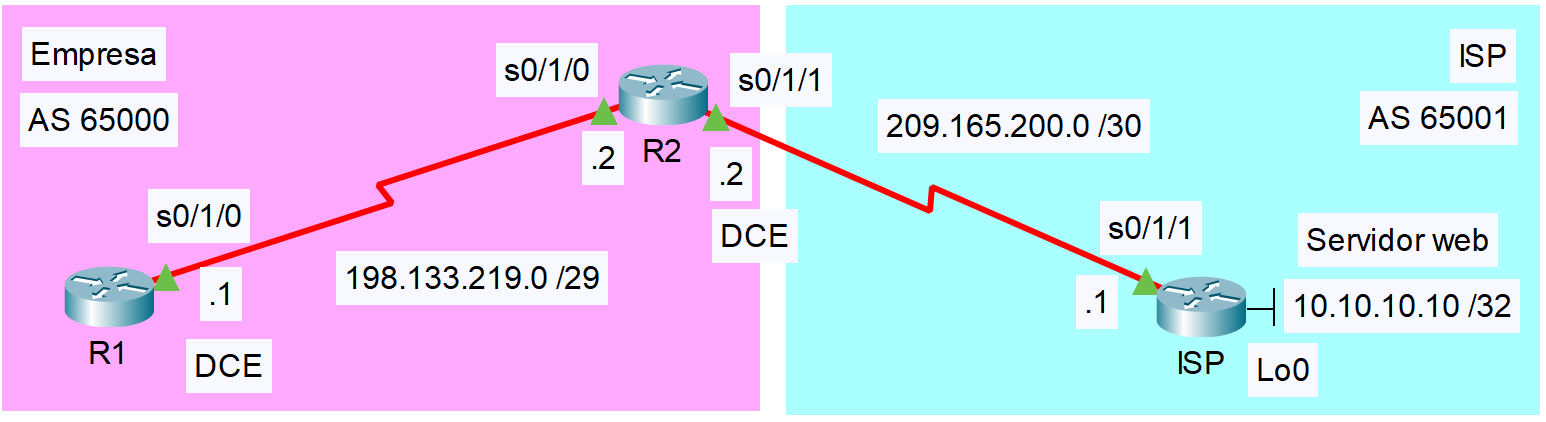 Empresa
AS 65000
s0/1/0
R2
s0/1/1
.2
.2
DCE
s0/1/0
R1
.1
DCE
198.133.219.0 /29
ISP
AS 65001
209.165.200.0 /30
s0/1/1
.1
ISP
Servidor web
10.10.10.10 /32
Lo0